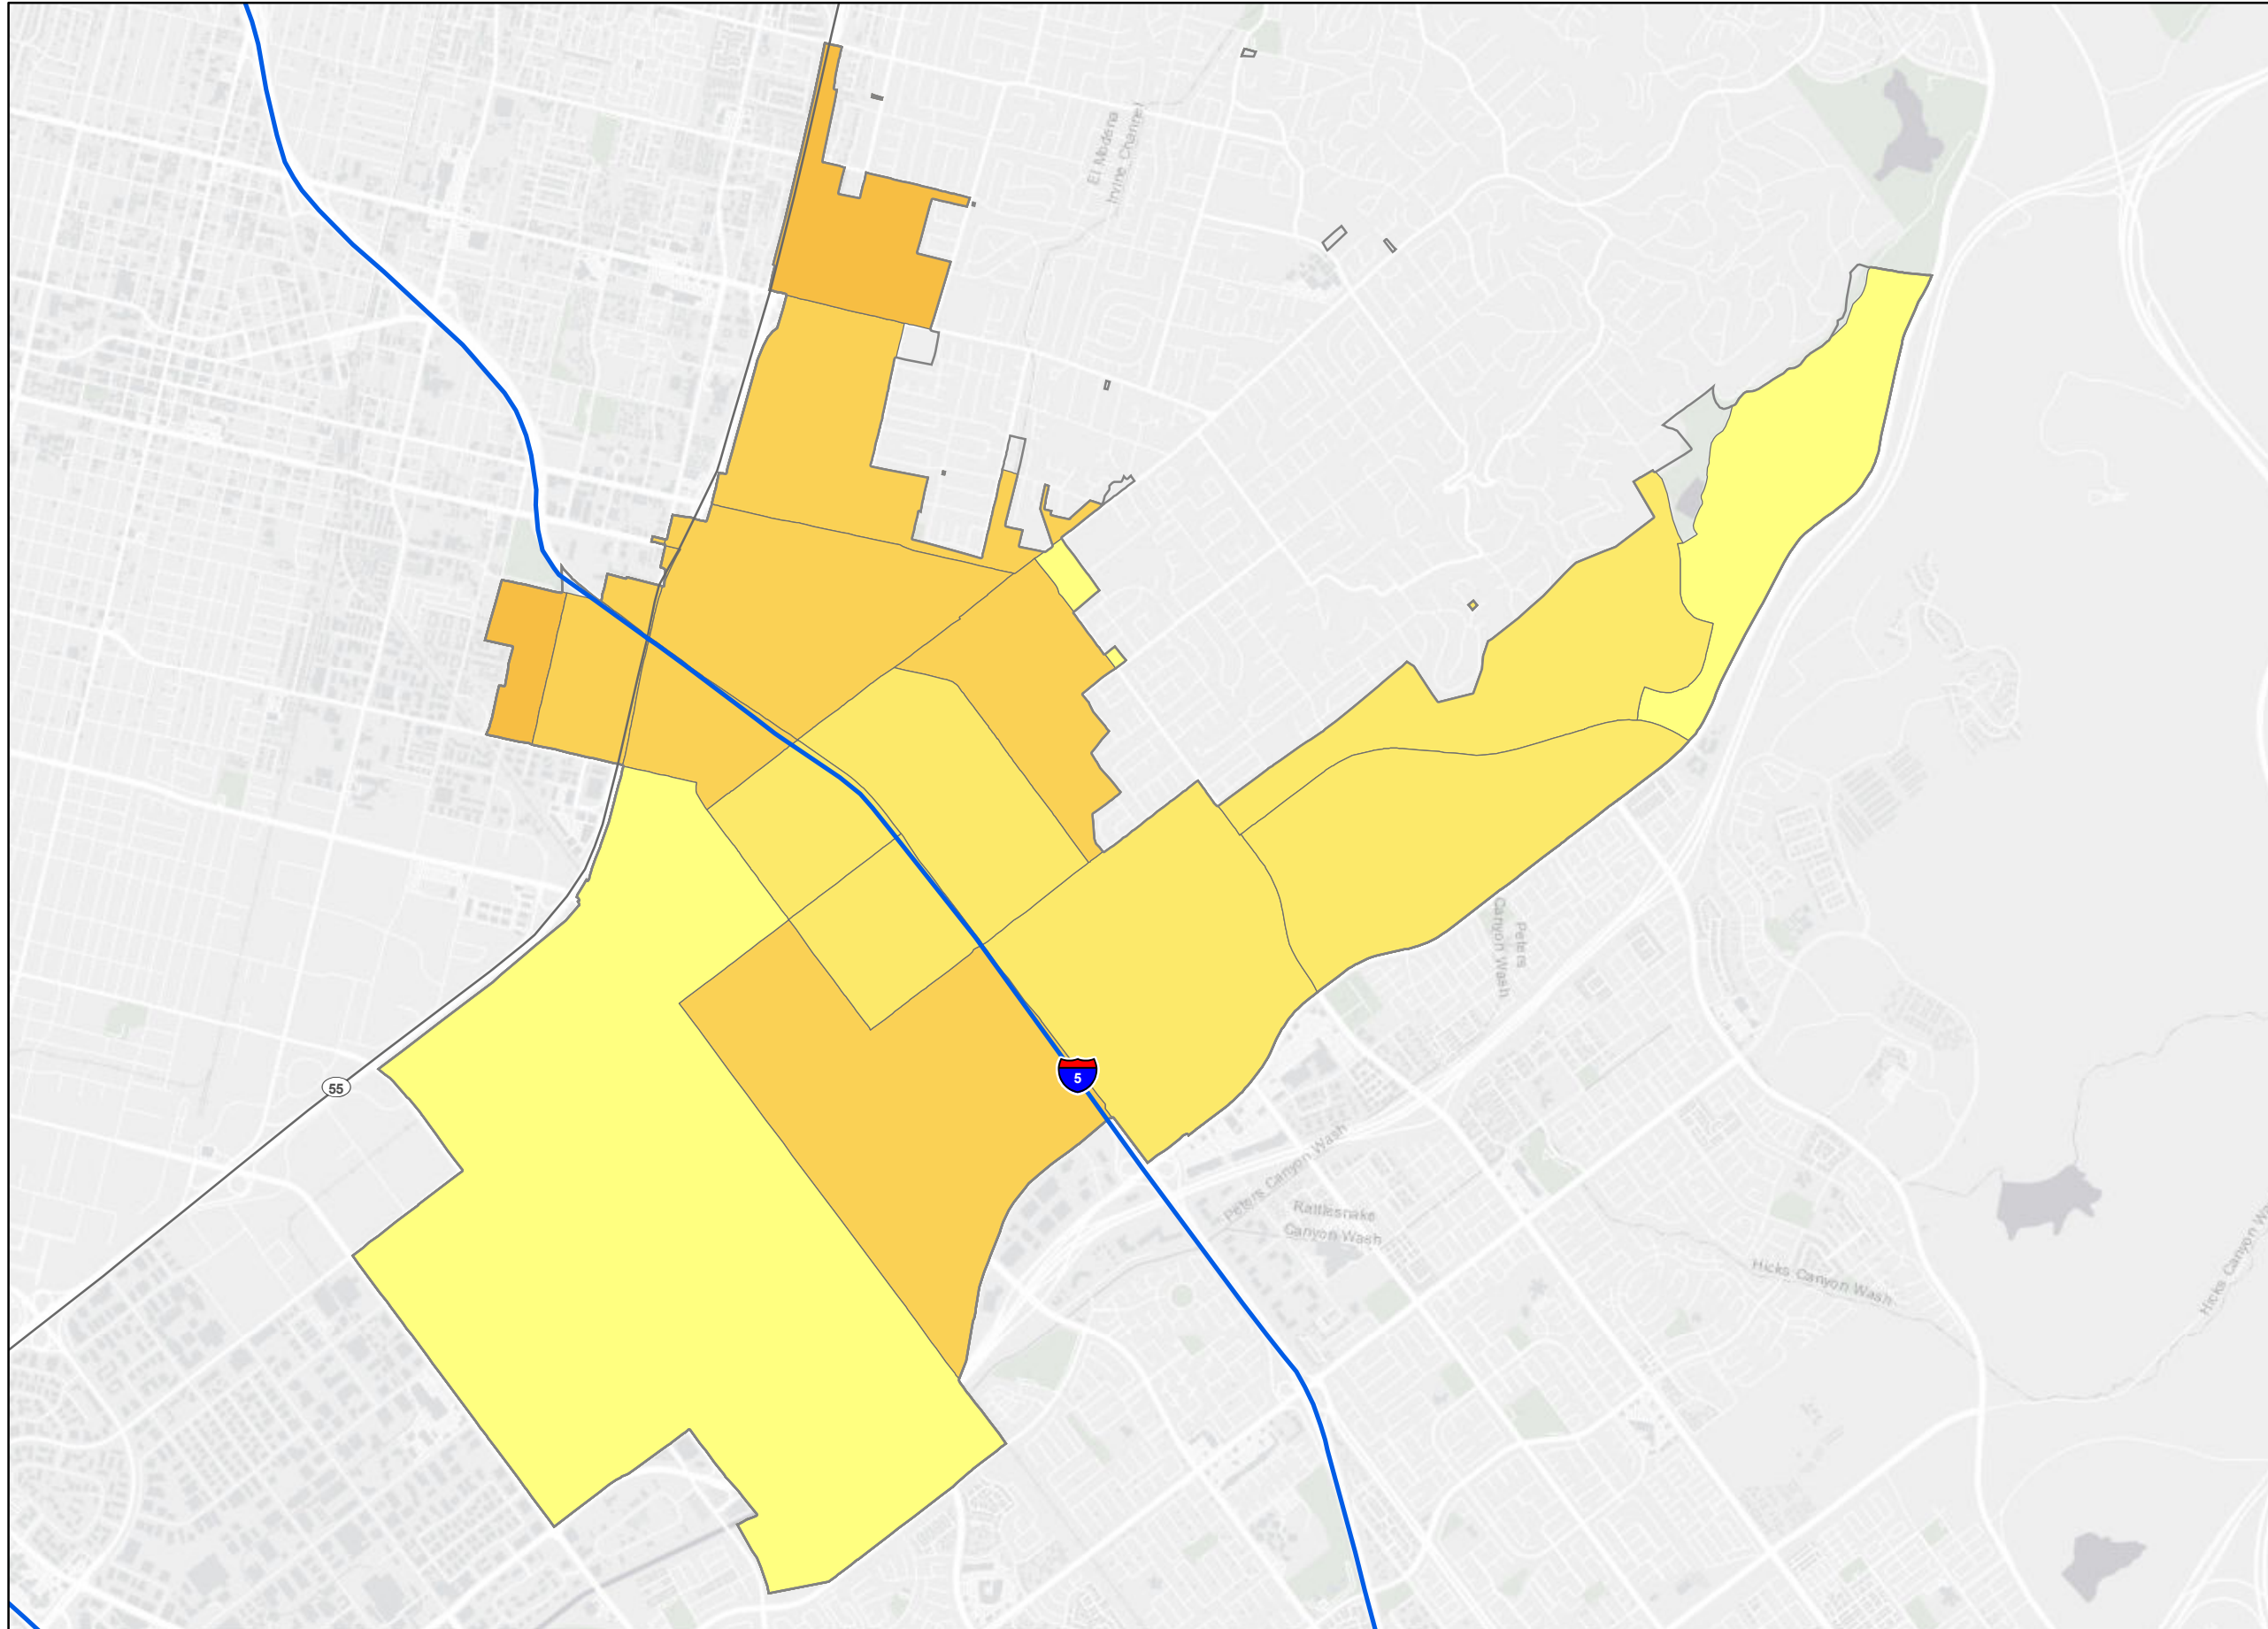 El Modena
Irvine Channel
Peters
Canyon Wash
55
5
Peters Canyon Wash
Rattlesnake
Canyon Wash
Hicks Canyon Wash
Hicks Canyon Wa